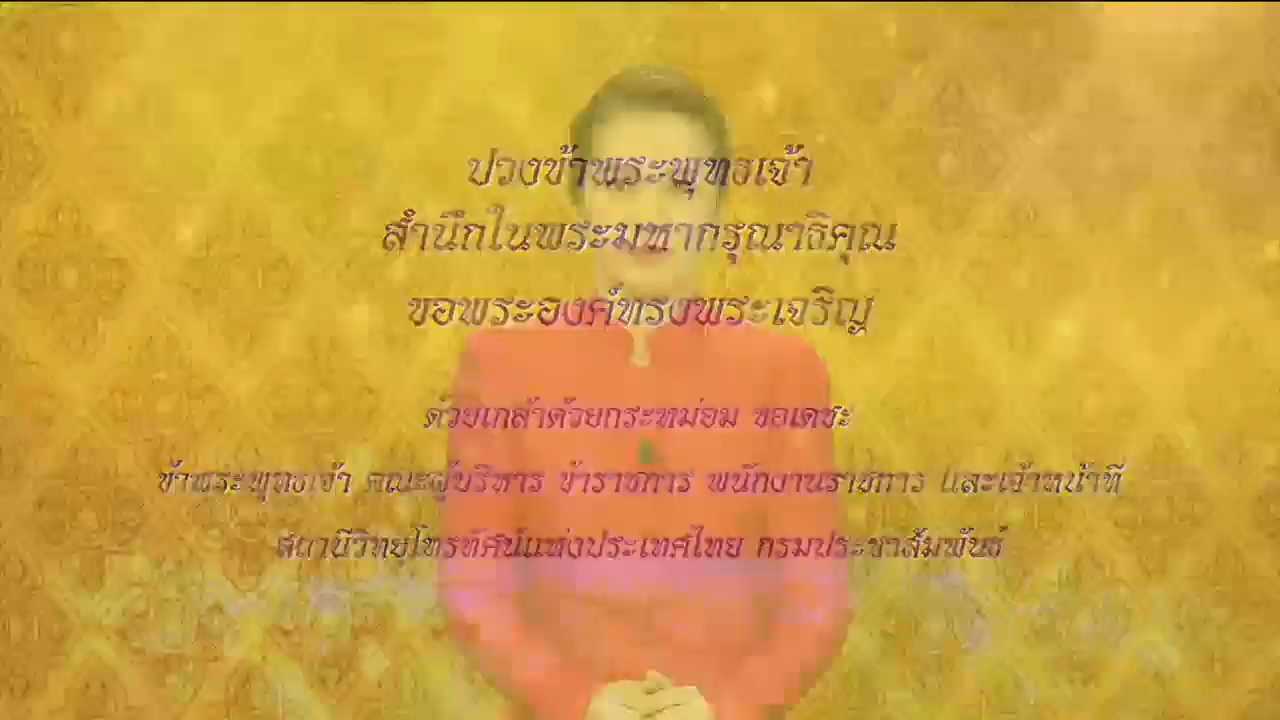 ปวงข้าพระพุทธเจ้า
สำนึกในพระมหากรุณาธิคุณ
ขอพระองค์ทรงพระเจริญ
ด้วยเกล้าด้วยกระหม่อม ขอเดชะ
ข้าพระพุทธเจ้า คณะผู้บริหาร ข้าราชการ พนักงานราชการ และเจ้าหน้าที่
สถานีวิทยุโทรทัศน์แห่งประเทศไทย กรมประชาสัมพันธ์